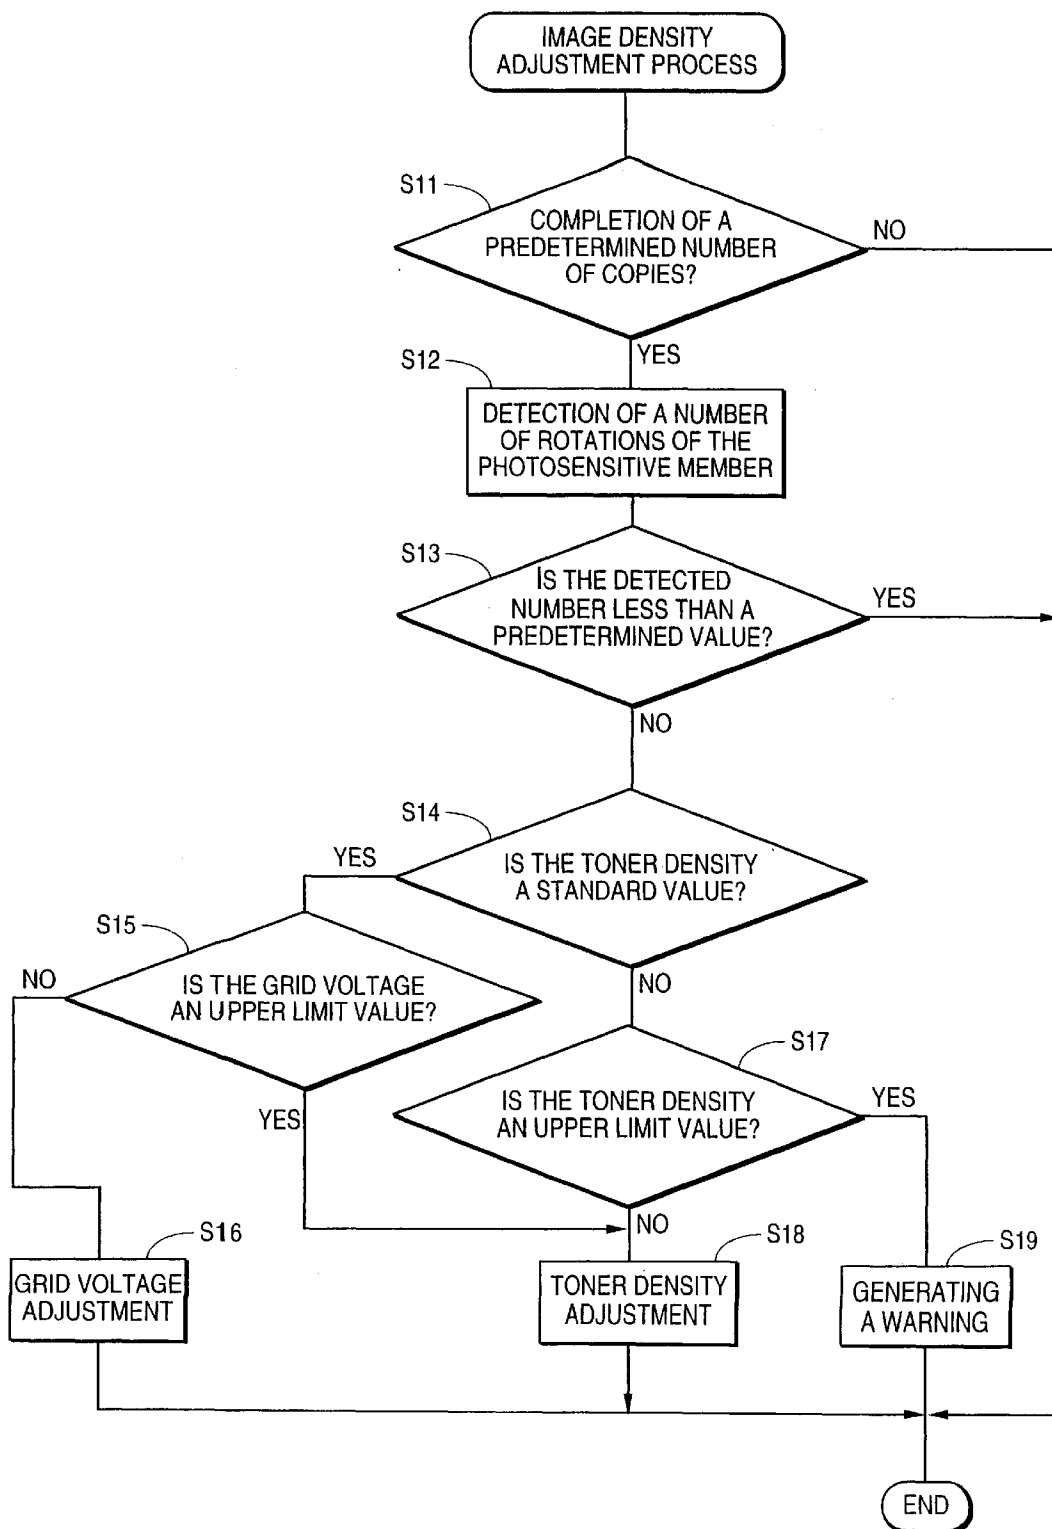 IMAGE DENSITY
ADJUSTMENT PROCESS
S11
COMPLETION OF A
PREDETERMINED NUMBER
OF COPIES?
NO
YES
S12
DETECTION OF A NUMBER
OF ROTATIONS OF THE
PHOTOSENSITIVE MEMBER
S13
IS THE DETECTED
NUMBER LESS THAN A
PREDETERMINED VALUE?
YES
NO
S14
IS THE TONER DENSITY
A STANDARD VALUE?
YES
NO
S15
IS THE GRID VOLTAGE
AN UPPER LIMIT VALUE?
NO
YES
S17
IS THE TONER DENSITY
AN UPPER LIMIT VALUE?
YES
NO
S16
GRID VOLTAGE
ADJUSTMENT
S18
TONER DENSITY
ADJUSTMENT
S19
GENERATING
A WARNING
END